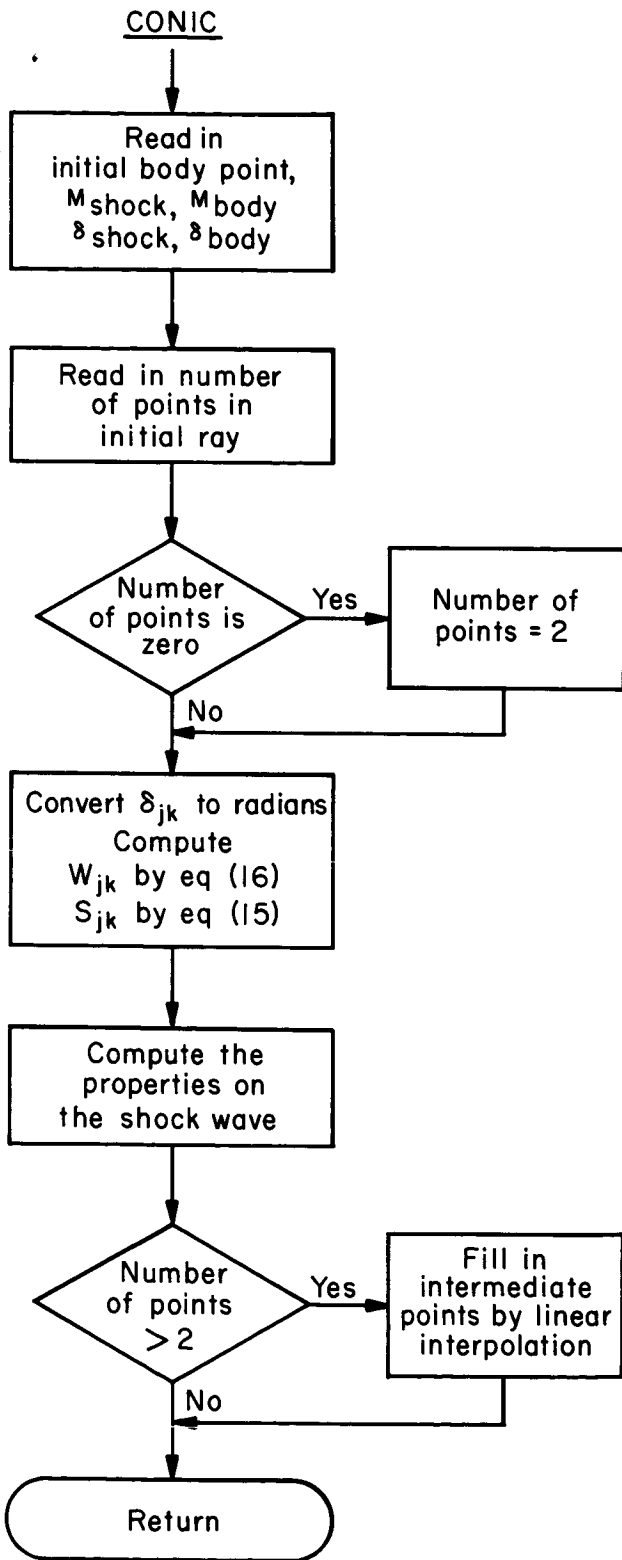 CONIC
Read in
initial body point,
Mshock, Mbody
δshock, δbody
Read in number
of points in
initial ray
Number
of points is
zero
Yes
Number of
points = 2
No
Convert δjk to radians
Compute
Wjk by eq (16)
Sjk by eq (15)
Compute the
properties on
the shock wave
Number
of points
> 2
Yes
Fill in
intermediate
points by linear
interpolation
No
Return